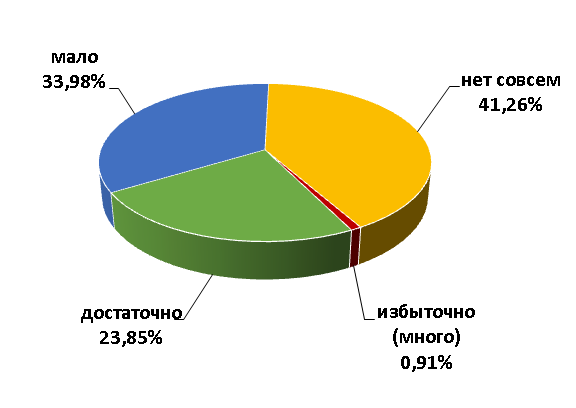 мало
33,98%
нет совсем
41,26%
достаточно
23,85%
избыточно
(много)
0,91%